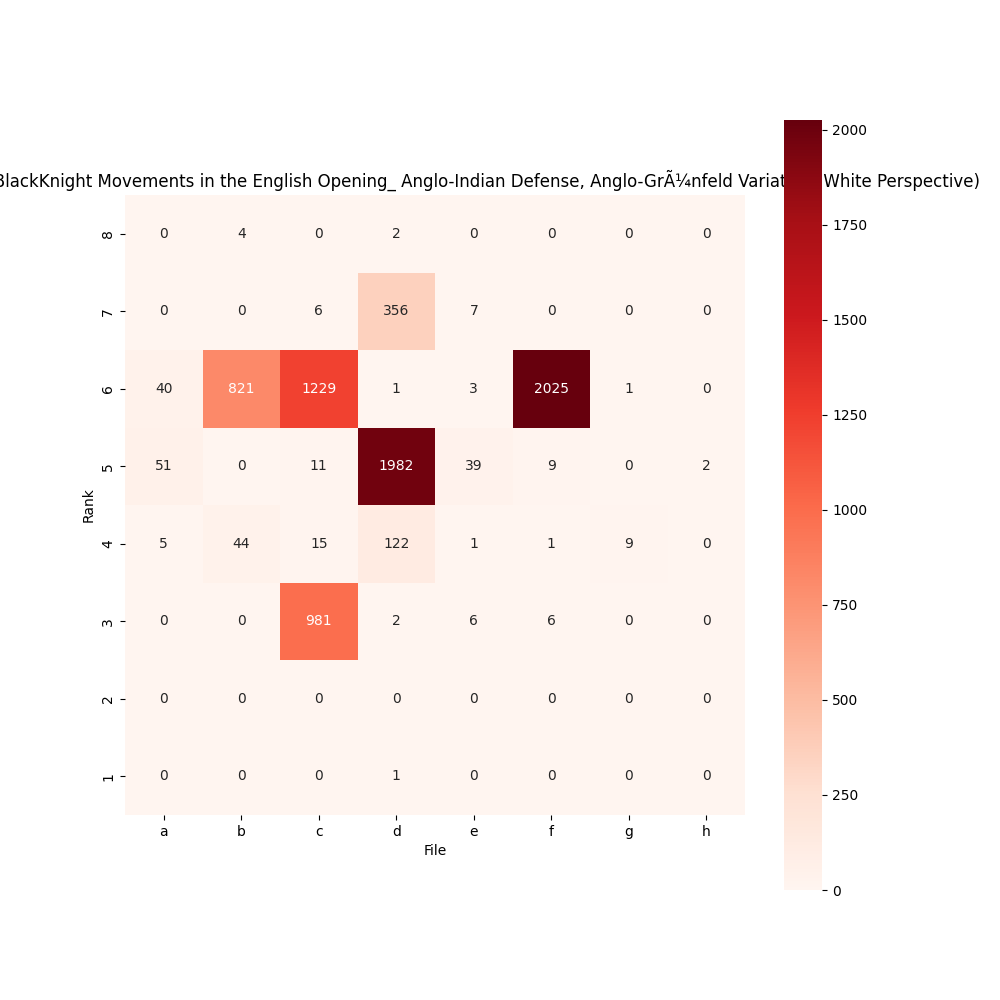 BlackKnight Movements in the English Opening_ Anglo-Indian Defense, Anglo-GrÃ¼nfeld Variat White Perspective)
2000
1750
1500
1250
1000
750
500
250
0
Rank
8 0 4 0 2 0 0 0 0
7 0 0 6 356 7 0 0 0
6 40 821 1229 1 3 2025 1 0
5 51 0 11 1982 39 9 0 2
4 5 44 15 122 1 1 9 0
3 0 0 981 2 6 6 0 0
2 0 0 0 0 0 0 0 0
1 0 0 0 1 0 0 0 0
a b c d e f g h
File